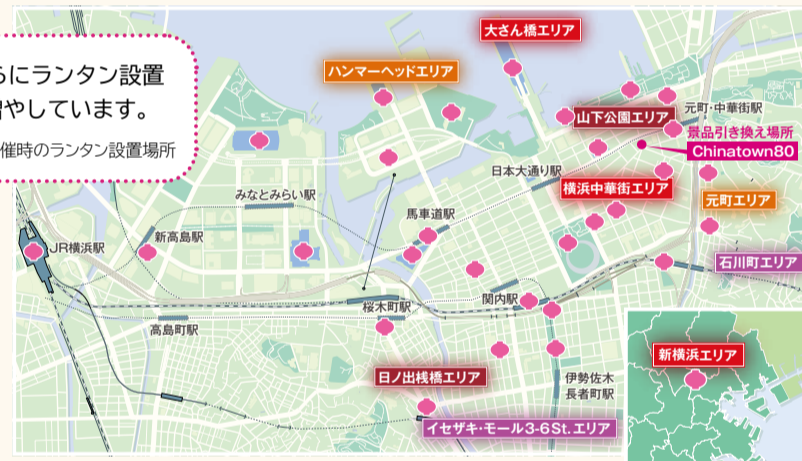 らにランタン設置
増やしています。
催時のランタン設置場所
大さん橋エリア
ハンマーヘッドエリア
山下公園エリア
元町・中華街駅
景品引き換え場所
Chinatown80
日本大通り駅
横浜中華街エリア
元町エリア
みなとみらい駅
馬車道駅
新高島駅
JR横浜駅
石川町エリア
桜木町駅
関内駅
高島町駅
新横浜エリア
日ノ出桟橋エリア
伊勢佐木
長者町駅
イセザキ・モール3-6St.エリア